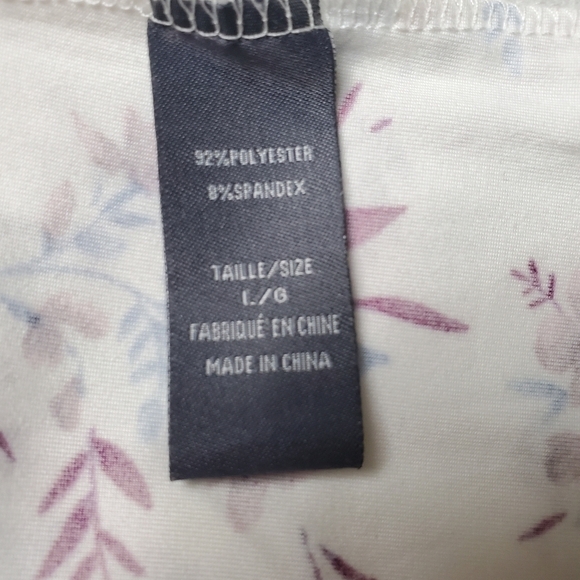 92%POLYESTER
8%SPANDEX
TAILLE/SIZE
L/G
FABRIQUÉ EN CHINE
MADE IN CHINA